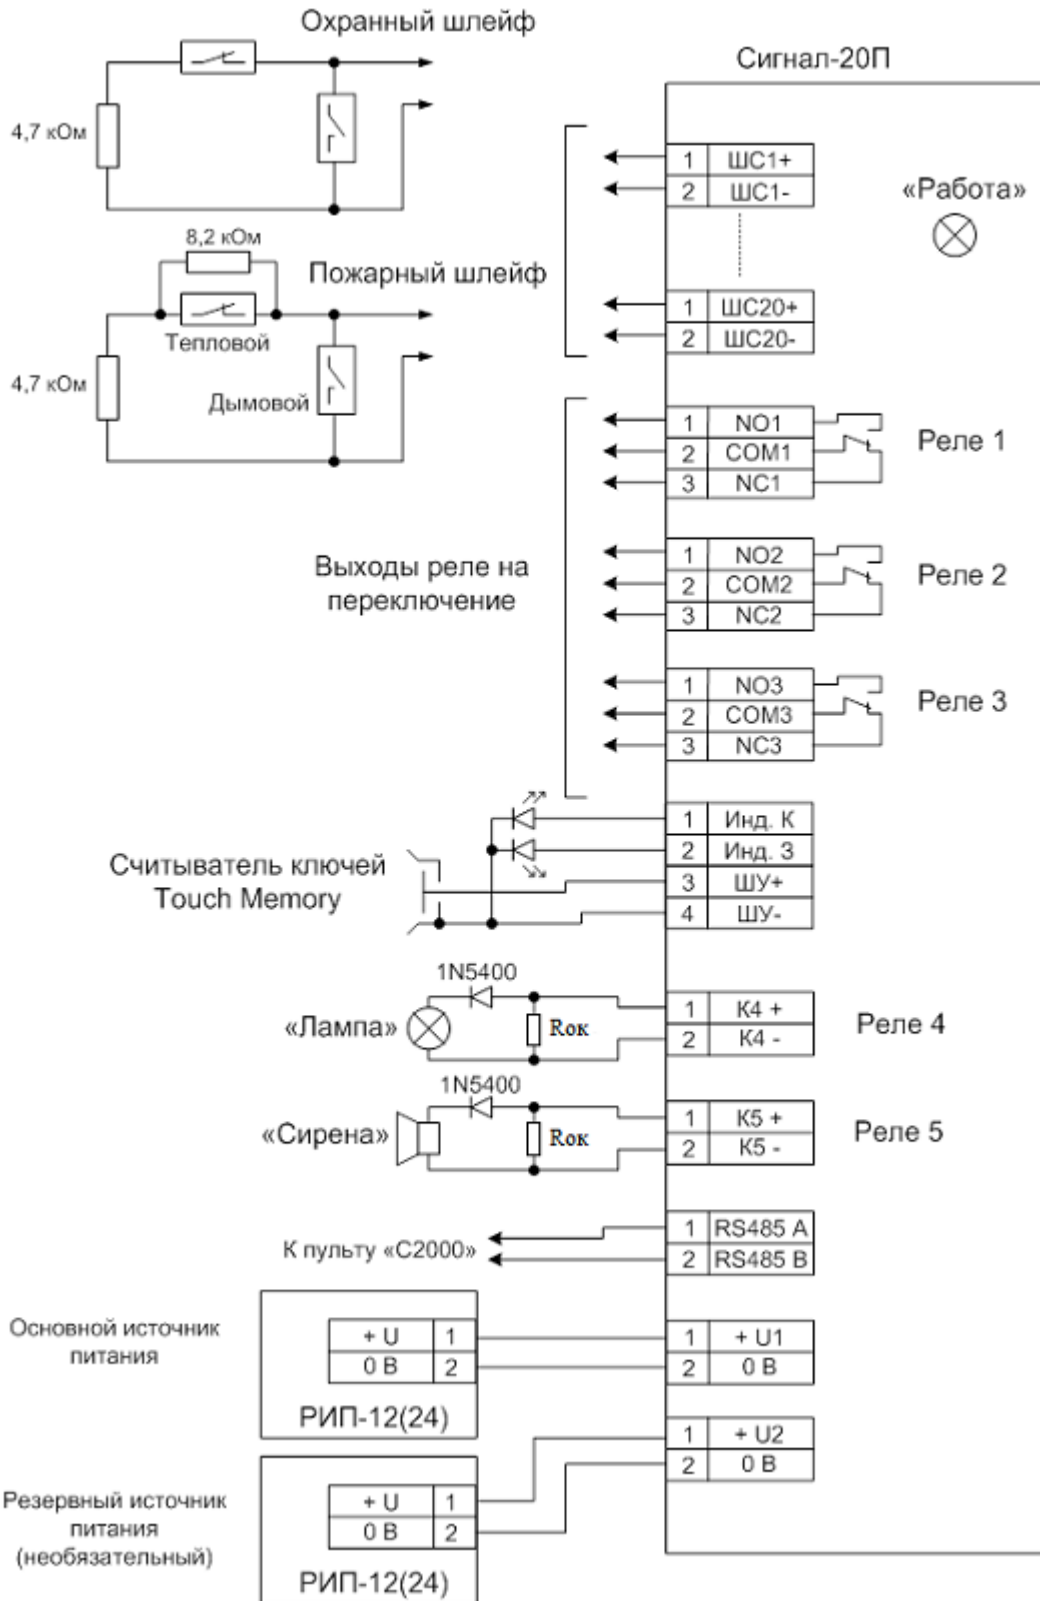 Охранный шлейф
4,7 кОм
8,2 кОм
Пожарный шлейф
Тепловой
4,7 кОм
Дымовой
Сигнал-20П
1 ШС1+
2 ШС1-
«Работа»
1 ШС20+
2 ШС20-
Выходы реле на
переключение
1 NO1
2 COM1
3 NC1
Реле 1
1 NO2
2 COM2
3 NC2
Реле 2
1 NO3
2 COM3
3 NC3
Реле 3
Считыватель ключей
Touch Memory
1 Инд. К
2 Инд. З
3 ШУ+
4 ШУ-
1N5400
«Лампа»
Rок
1 К4 +
2 К4 -
Реле 4
1N5400
«Сирена»
Rок
1 К5 +
2 К5 -
Реле 5
К пульту «С2000»
1 RS485 A
2 RS485 B
Основной источник
питания
+ U 1
0 В 2
РИП-12(24)
1 + U1
2 0 В
Резервный источник
питания
(необязательный)
+ U 1
0 В 2
РИП-12(24)
1 + U2
2 0 В